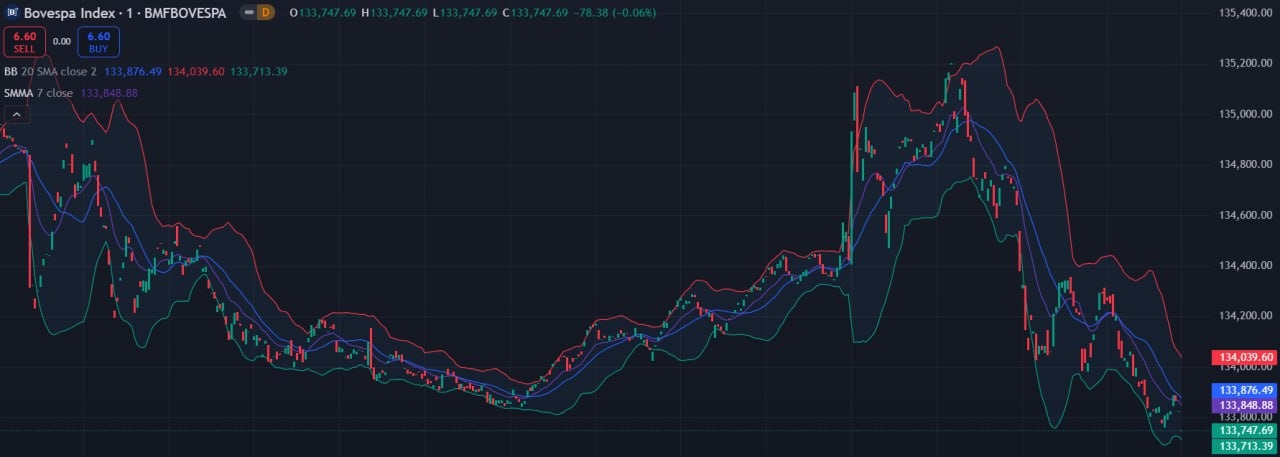 Bovespa Index · 1 · BMFBOVESPA D O133,747.69 H133,747.69 L133,747.69 C133,747.69 −78.38 (−0.06%)
6.60 0.00 6.60
SELL BUY
BB 20 SMA close 2 133,876.49 134,039.60 133,713.39
SMMA 7 close 133,848.88
135,400.00
135,200.00
135,000.00
134,800.00
134,600.00
134,400.00
134,200.00
134,039.60
134,000.00
133,876.49
133,848.88
133,800.00
133,747.69
133,713.39